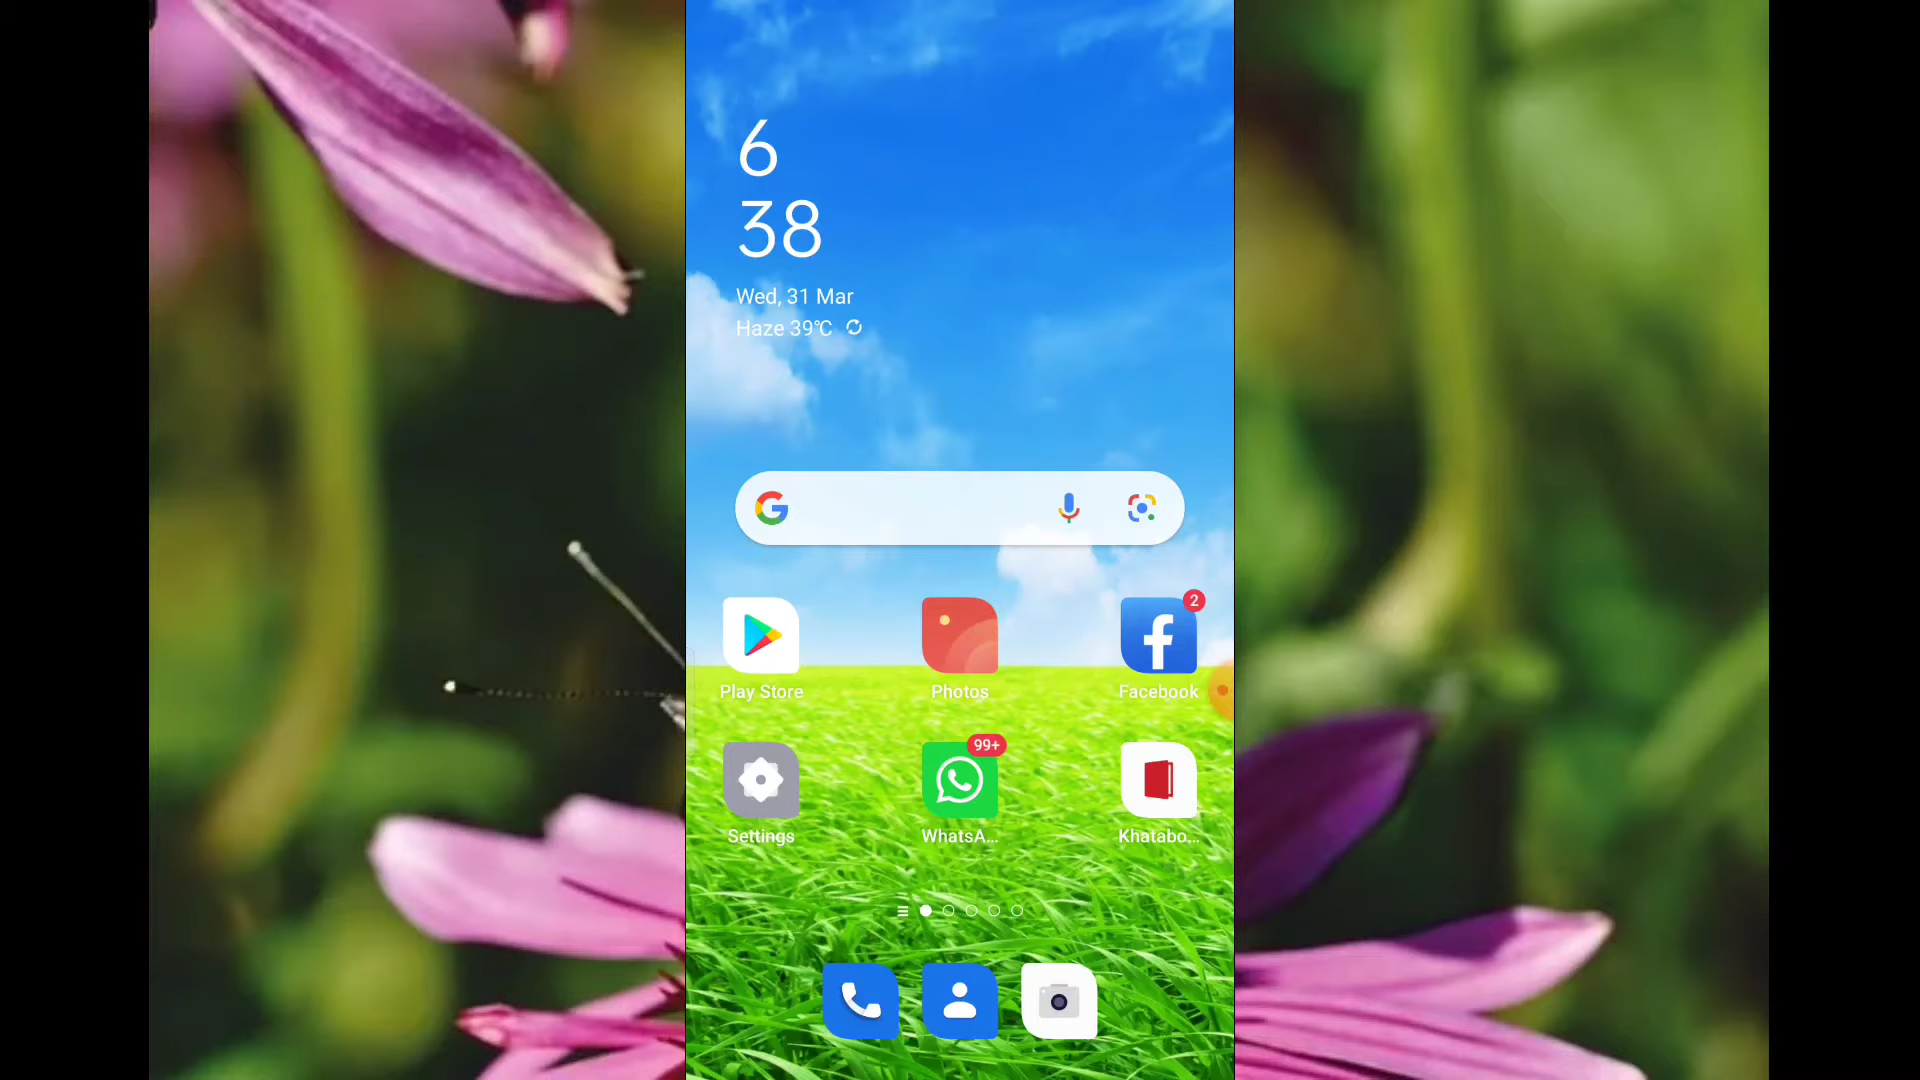 6
38
Wed, 31 Mar
Haze 39℃
2
Play Store
Photos
Facebook
99+
Settings
WhatsA...
Khatabo...